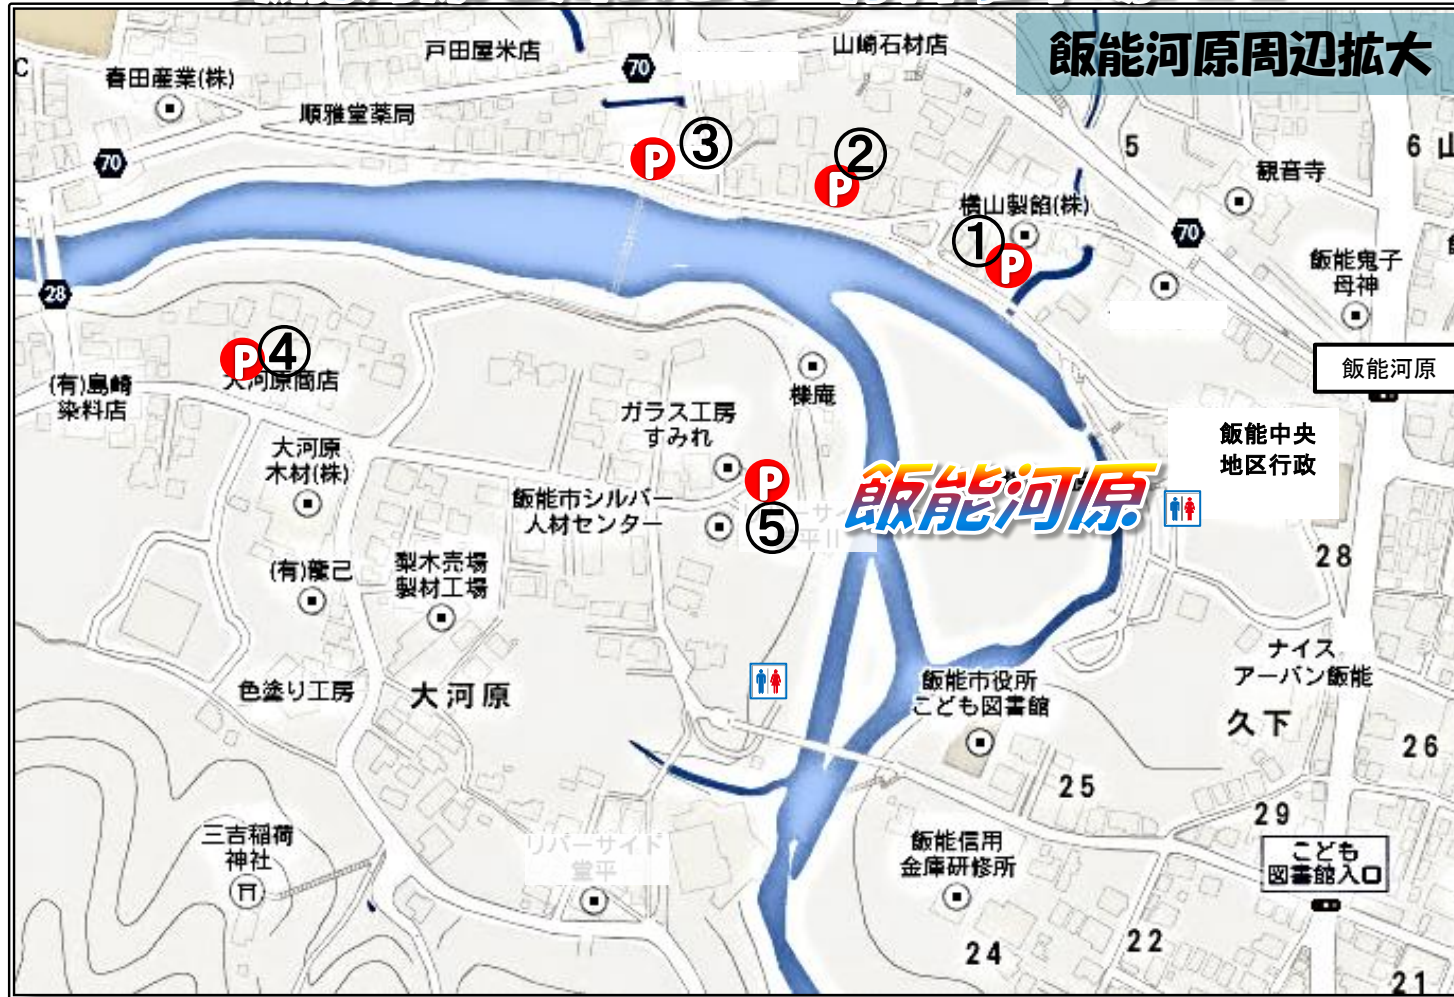 飯能河原周辺拡大
C
春田産業(株)
戸田屋米店
70
山崎石材店
順雅堂薬局
70
③
②
5
6 山
観音寺
P
P
横山製餡(株)
①
P
70
28
飯能鬼子
母神
飯能河原
P
④
大河原商店
(有)島崎
染料店
櫟庵
ガラス工房
すみれ
飯能中央
地区行政
大河原
木材(株)
飯能市シルバー
人材センター
P
⑤
飯能河原
28
(有)龍己
梨木売場
製材工場
ナイス
アーバン飯能
色塗り工房
大河原
飯能市役所
こども図書館
久下
26
25
29
三吉稲荷
神社
リバーサイド
堂平
飯能信用
金庫研修所
こども
図書館入口
24
22
21